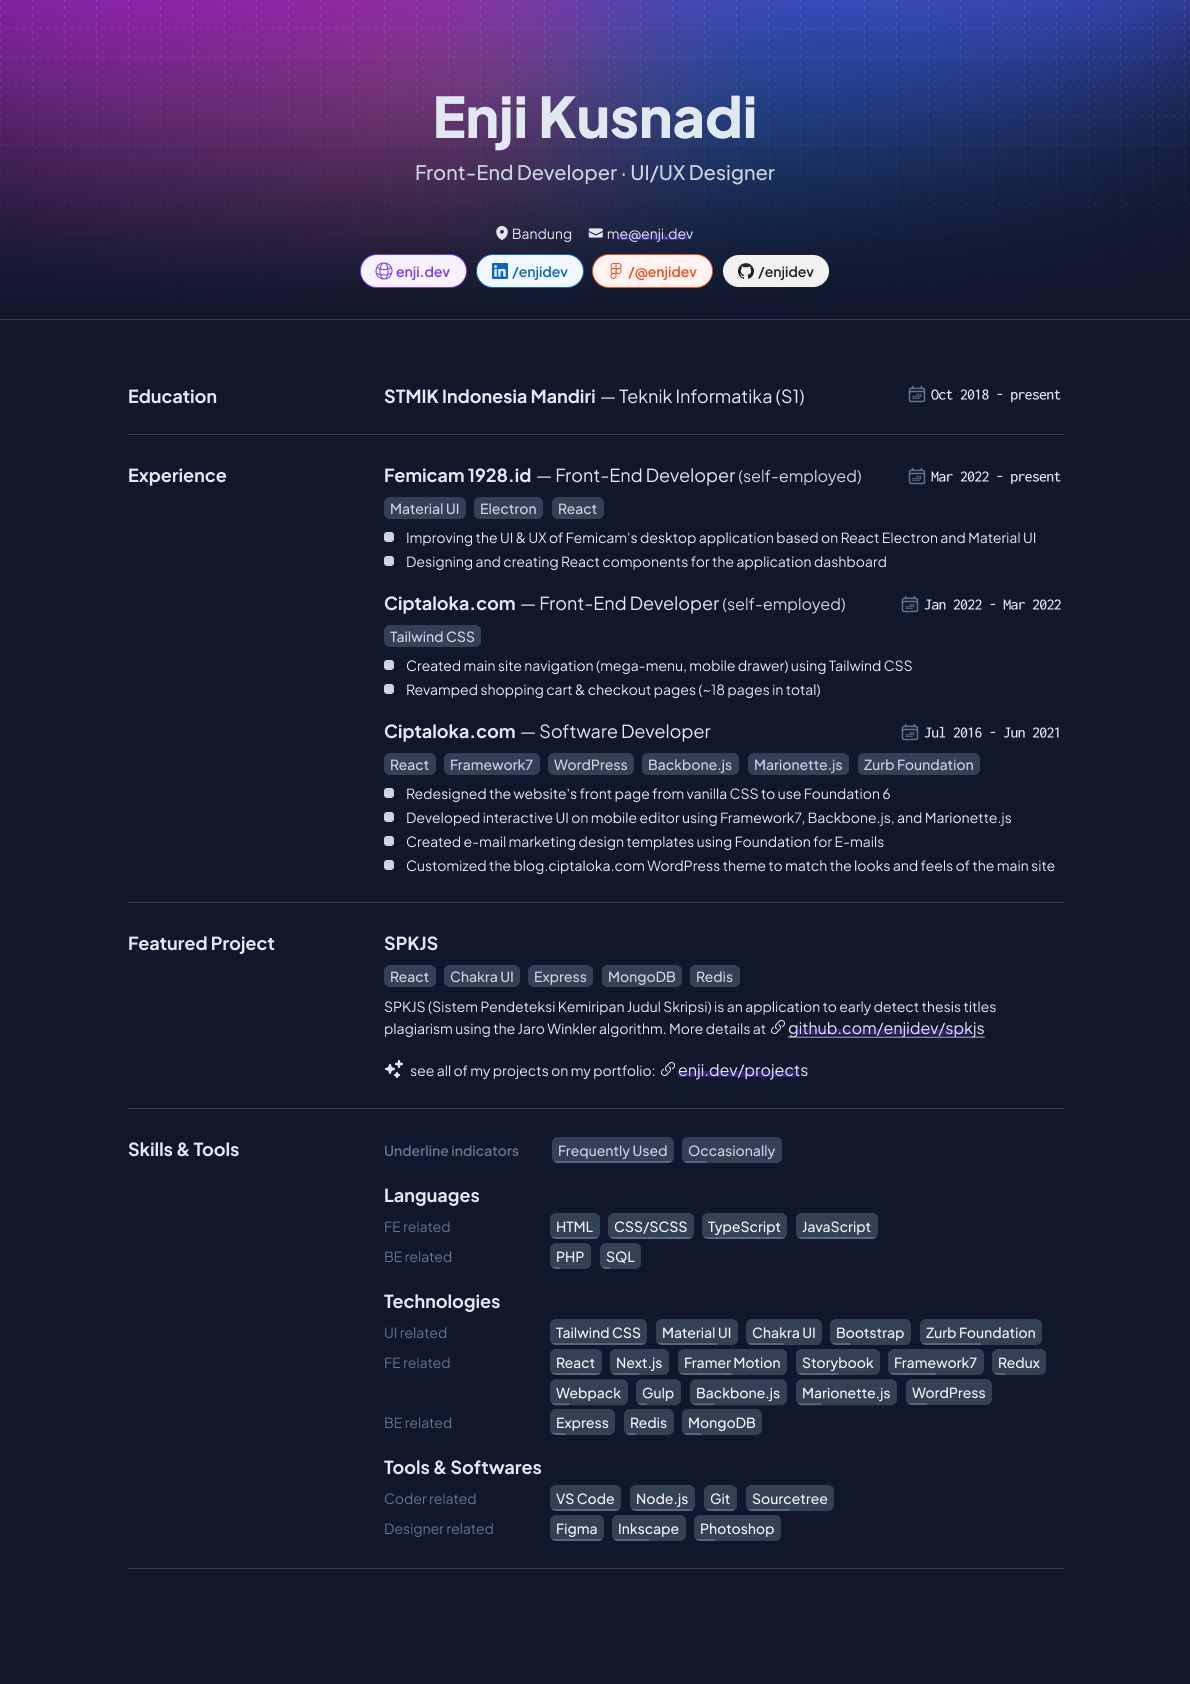 Enji Kusnadi
Front-End Developer · UI/UX Designer
Bandung me@enji.dev
enji.dev /enjidev /@enjidev /enjidev
Education
STMIK Indonesia Mandiri — Teknik Informatika (S1) Oct 2018 - present
Experience
Femicam 1928.id — Front-End Developer (self-employed) Mar 2022 - present
Material UI Electron React
Improving the UI & UX of Femicam's desktop application based on React Electron and Material UI
Designing and creating React components for the application dashboard
Ciptaloka.com — Front-End Developer (self-employed) Jan 2022 - Mar 2022
Tailwind CSS
Created main site navigation (mega-menu, mobile drawer) using Tailwind CSS
Revamped shopping cart & checkout pages (~18 pages in total)
Ciptaloka.com — Software Developer Jul 2016 - Jun 2021
React Framework7 WordPress Backbone.js Marionette.js Zurb Foundation
Redesigned the website's front page from vanilla CSS to use Foundation 6
Developed interactive UI on mobile editor using Framework7, Backbone.js, and Marionette.js
Created e-mail marketing design templates using Foundation for E-mails
Customized the blog.ciptaloka.com WordPress theme to match the looks and feels of the main site
Featured Project
SPKJS
React Chakra UI Express MongoDB Redis
SPKJS (Sistem Pendeteksi Kemiripan Judul Skripsi) is an application to early detect thesis titles
plagiarism using the Jaro Winkler algorithm. More details at github.com/enjidev/spkjs
see all of my projects on my portfolio: enji.dev/projects
Skills & Tools
Underline indicators Frequently Used Occasionally
Languages
FE related HTML CSS/SCSS TypeScript JavaScript
BE related PHP SQL
Technologies
UI related Tailwind CSS Material UI Chakra UI Bootstrap Zurb Foundation
FE related React Next.js Framer Motion Storybook Framework7 Redux
Webpack Gulp Backbone.js Marionette.js WordPress
BE related Express Redis MongoDB
Tools & Softwares
Coder related VS Code Node.js Git Sourcetree
Designer related Figma Inkscape Photoshop